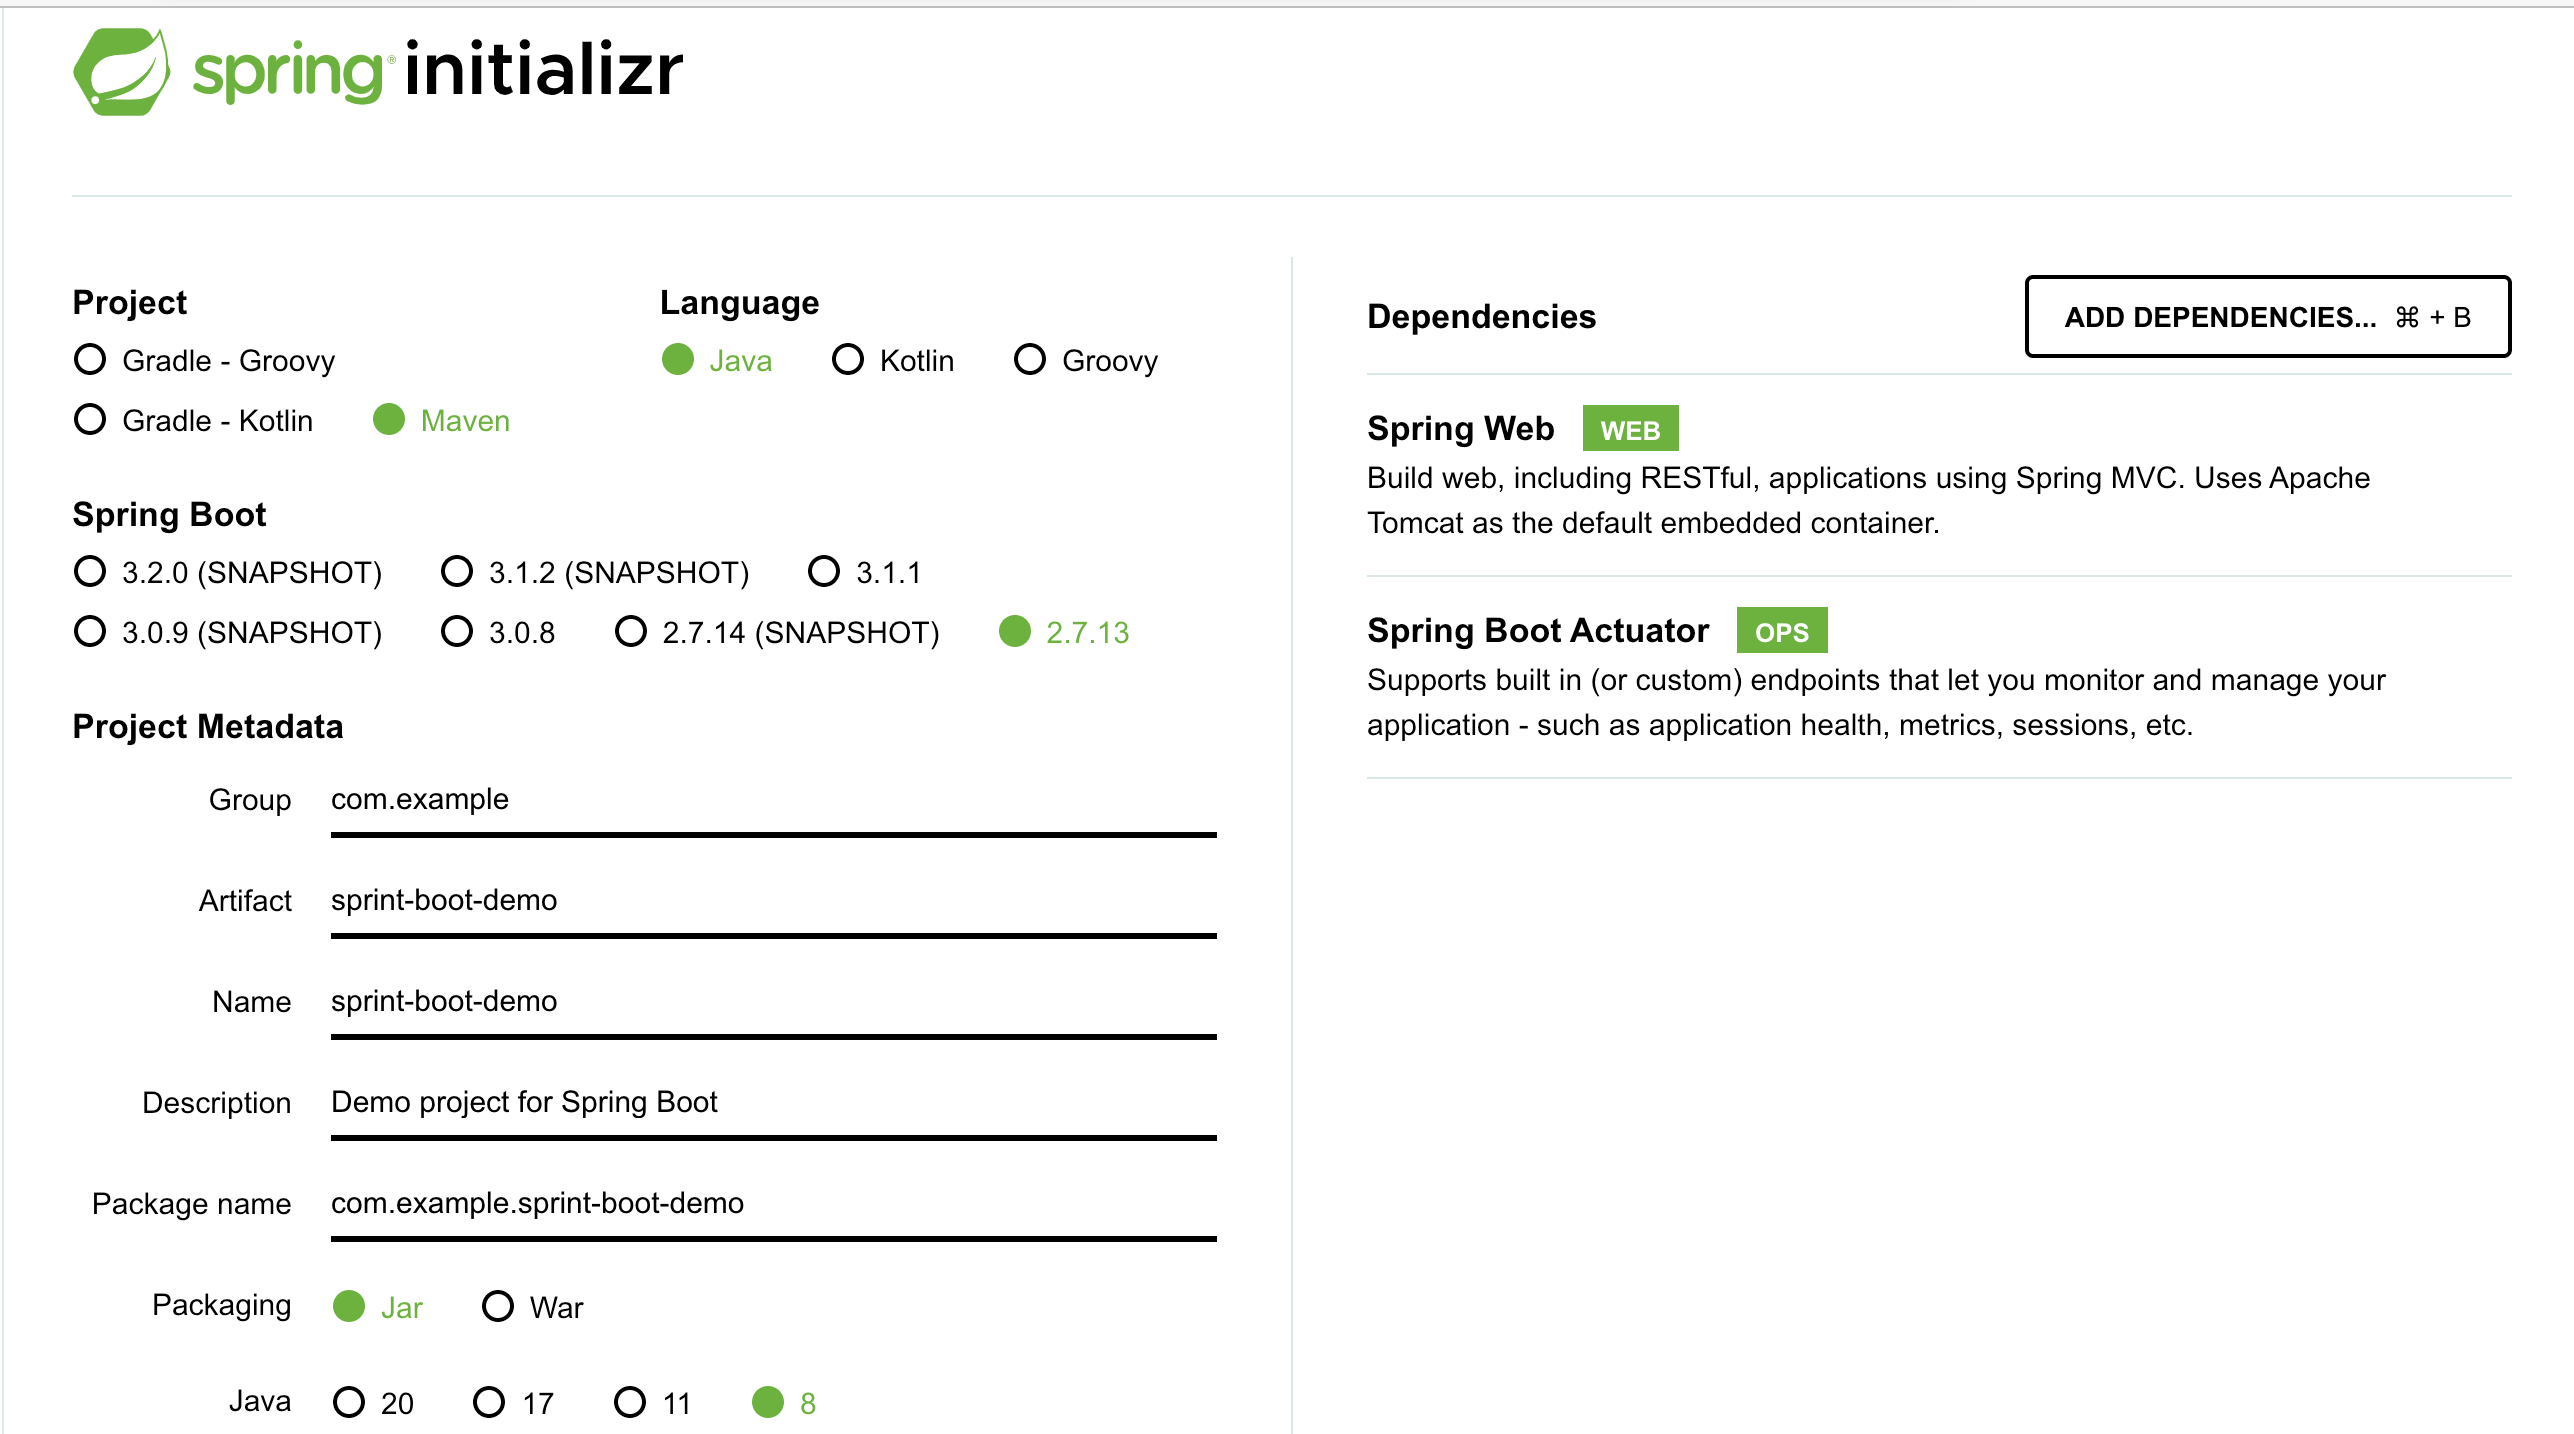 spring® initializr
Project
Gradle - Groovy
Gradle - Kotlin Maven
Language
Java Kotlin Groovy
Spring Boot
3.2.0 (SNAPSHOT) 3.1.2 (SNAPSHOT) 3.1.1
3.0.9 (SNAPSHOT) 3.0.8 2.7.14 (SNAPSHOT) 2.7.13
Project Metadata
Group com.example
Artifact sprint-boot-demo
Name sprint-boot-demo
Description Demo project for Spring Boot
Package name com.example.sprint-boot-demo
Packaging Jar War
Java 20 17 11 8
Dependencies ADD DEPENDENCIES... ⌘ + B
Spring Web WEB
Build web, including RESTful, applications using Spring MVC. Uses Apache
Tomcat as the default embedded container.
Spring Boot Actuator OPS
Supports built in (or custom) endpoints that let you monitor and manage your
application - such as application health, metrics, sessions, etc.